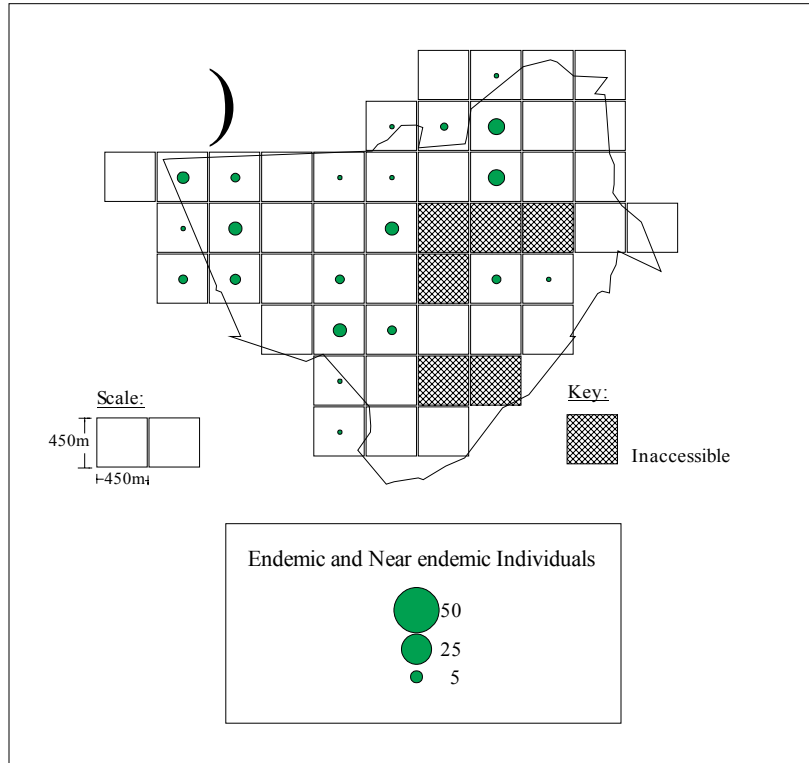 )
Scale:
450m
450m
Key:
Inaccessible
Endemic and Near endemic Individuals
50
25
5